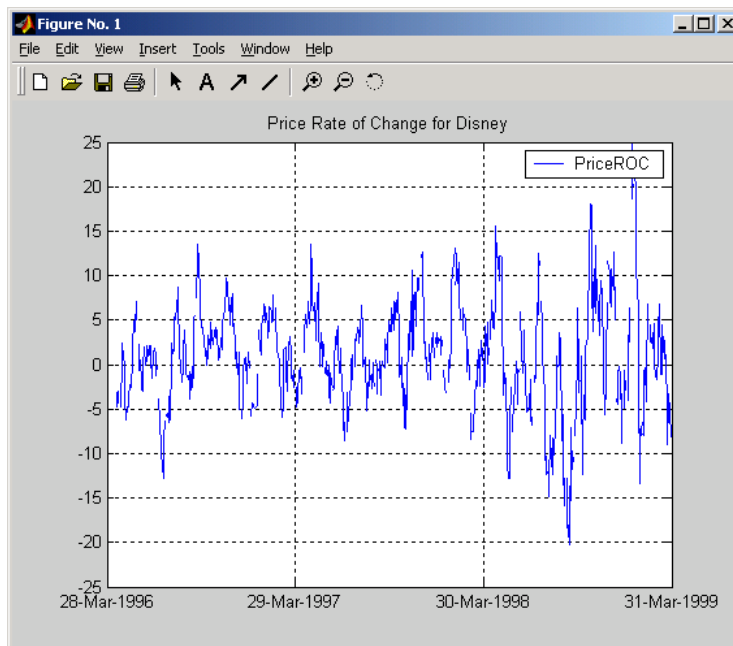 Figure No. 1
File Edit View Insert Tools Window Help
A
Price Rate of Change for Disney
PriceROC
25
20
15
10
5
0
-5
-10
-15
-20
-25
28-Mar-1996 29-Mar-1997 30-Mar-1998 31-Mar-1999